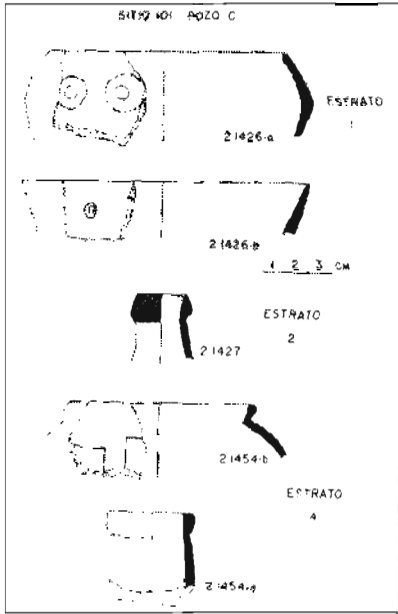 POZO C
21426-a
ESTRATO
1
21426-b
1 2 3 CM
ESTRATO
2
21427
21454-b
ESTRATO
4
21454-a